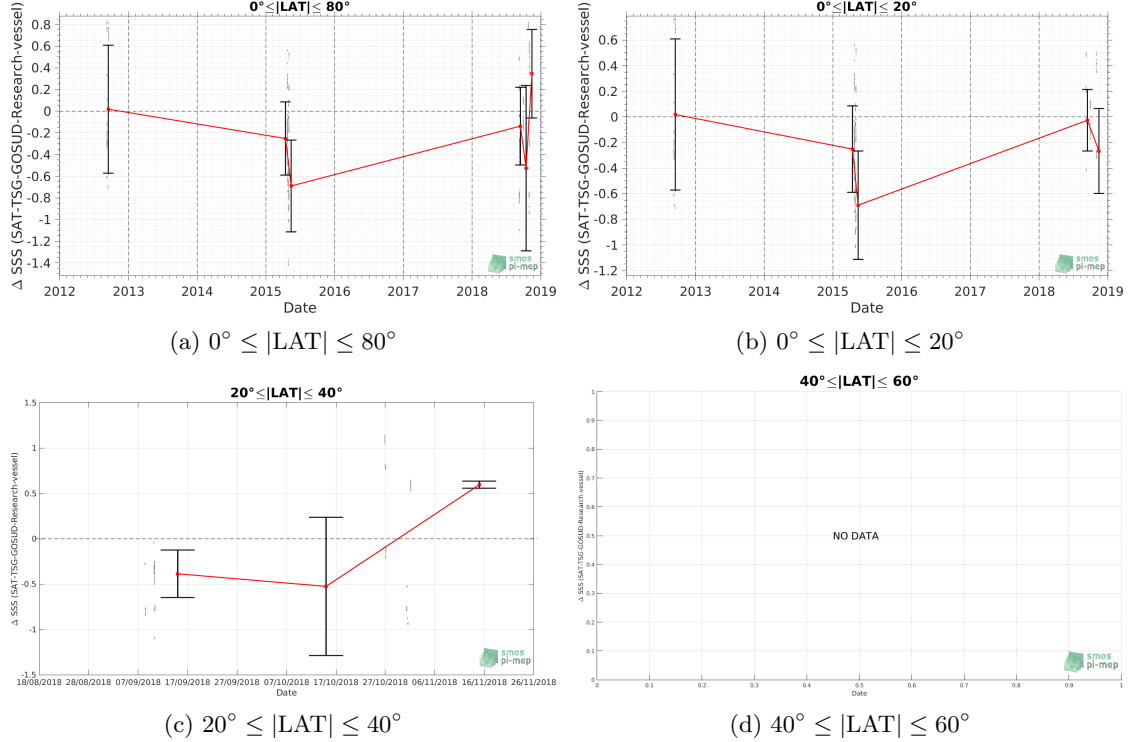 0°≤|LAT|≤ 80°
Δ SSS (SAT-TSG-GOSUD-Research-vessel)
0.8
0.6
0.4
0.2
0
-0.2
-0.4
-0.6
-0.8
-1
-1.2
-1.4
2012 2013 2014 2015 2016 2017 2018 2019
Date
smos
pi-mep
(a) 0° ≤ |LAT| ≤ 80°
0°≤|LAT|≤ 20°
Δ SSS (SAT-TSG-GOSUD-Research-vessel)
0.6
0.4
0.2
0
-0.2
-0.4
-0.6
-0.8
-1
-1.2
2012 2013 2014 2015 2016 2017 2018 2019
Date
smos
pi-mep
(b) 0° ≤ |LAT| ≤ 20°
20°≤|LAT|≤ 40°
Δ SSS (SAT-TSG-GOSUD-Research-vessel)
1.5
1
0.5
0
-0.5
-1
-1.5
18/08/2018 28/08/2018 07/09/2018 17/09/2018 27/09/2018 07/10/2018 17/10/2018 27/10/2018 06/11/2018 16/11/2018 26/11/2018
Date
smos
pi-mep
(c) 20° ≤ |LAT| ≤ 40°
40°≤|LAT|≤ 60°
Δ SSS (SAT-TSG-GOSUD-Research-vessel)
1
0.9
0.8
0.7
0.6
0.5
0.4
0.3
0.2
0.1
0
NO DATA
0 0.1 0.2 0.3 0.4 0.5 0.6 0.7 0.8 0.9 1
Date
smos
pi-mep
(d) 40° ≤ |LAT| ≤ 60°